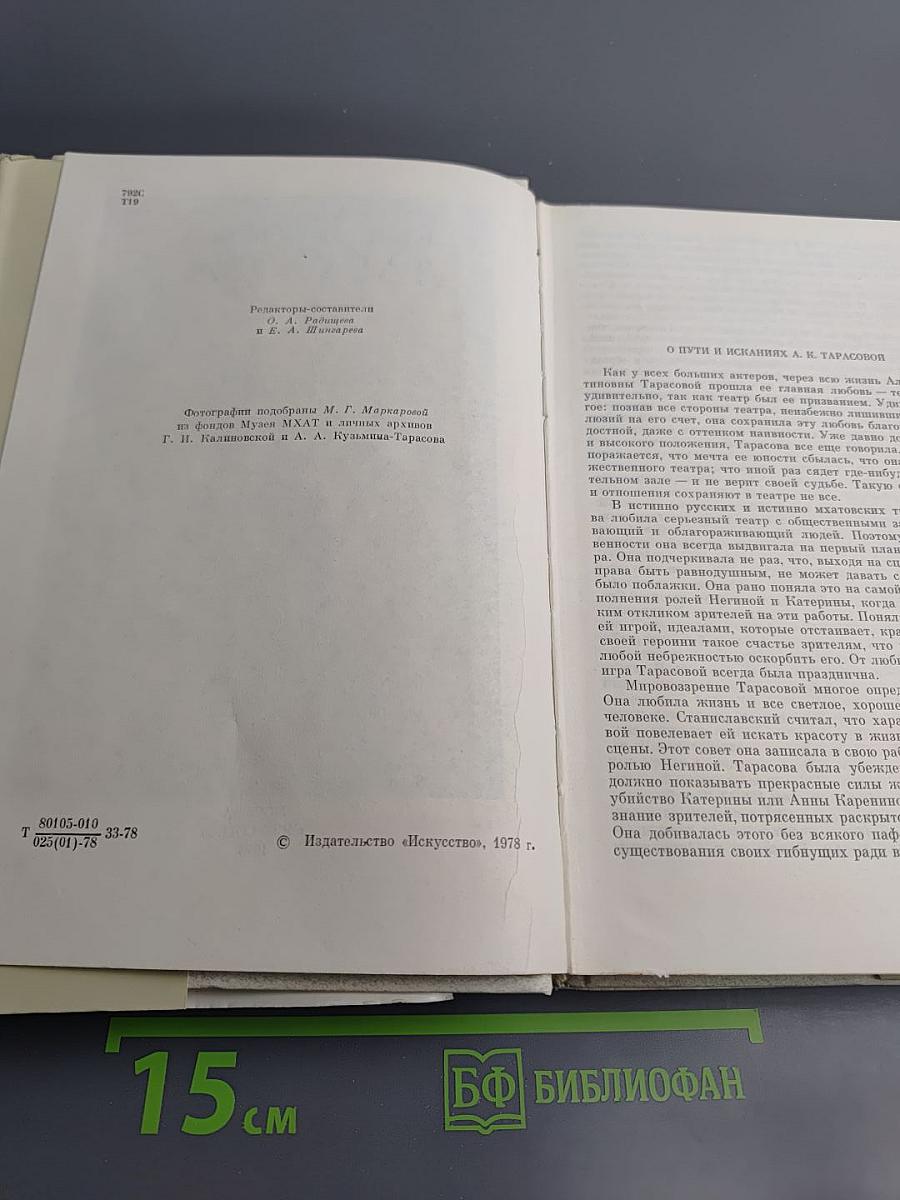 792С
Т19
Редакторы-составители
О. А. Радищева
и Е. А. Шингарева
Фотографии подобраны М. Г. Маркаровой
из фондов Музея МХАТ и личных архивов
Г. И. Калиновской и А. А. Кузьмина-Тарасова
Т 80105-010 33-78
025(01)-78
© Издательство «Искусство», 1978 г.
О ПУТИ И ИСКАНИЯХ А. К. ТАРАСОВОЙ
Как у всех больших актеров, через всю жизнь Ал
тиновны Тарасовой прошла ее главная любовь — те
удивительно, так как театр был ее призванием. Уди
гое: познав все стороны театра, неизбежно лишивши
люзий на его счет, она сохранила эту любовь благо
достной, даже с оттенком наивности. Уже давно до
и высокого положения, Тарасова все еще говорила,
поражается, что мечта ее юности сбылась, что она
жественного театра; что иной раз сядет где-нибуд
тельном зале — и не верит своей судьбе. Такую
и отношения сохраняют в театре не все.
В истинно русских и истинно мхатовских т
ва любила серьезный театр с общественными за
вающий и облагораживающий людей. Поэтому
венности она всегда выдвигала на первый план
ра. Она подчеркивала не раз, что, выходя на сц
права быть равнодушным, не может давать с
было поблажки. Она рано поняла это на самой
полнения ролей Негиной и Катерины, когда
ким откликом зрителей на эти работы. Понял
ей игрой, идеалами, которые отстаивает, кра
своей героини такое счастье зрителям, что
любой небрежностью оскорбить его. От люби
игра Тарасовой всегда была празднична.
Мировоззрение Тарасовой многое опред
Она любила жизнь и все светлое, хороше
человеке. Станиславский считал, что хара
вой повелевает ей искать красоту в жизн
сцены. Этот совет она записала в свою раб
ролью Негиной. Тарасова была убежде
должно показывать прекрасные силы ж
убийство Катерины или Анны Каренино
знание зрителей, потрясенных раскрыто
Она добивалась этого без всякого паф
существования своих гибнущих ради в
15 см
БФ БИБЛИОФАН